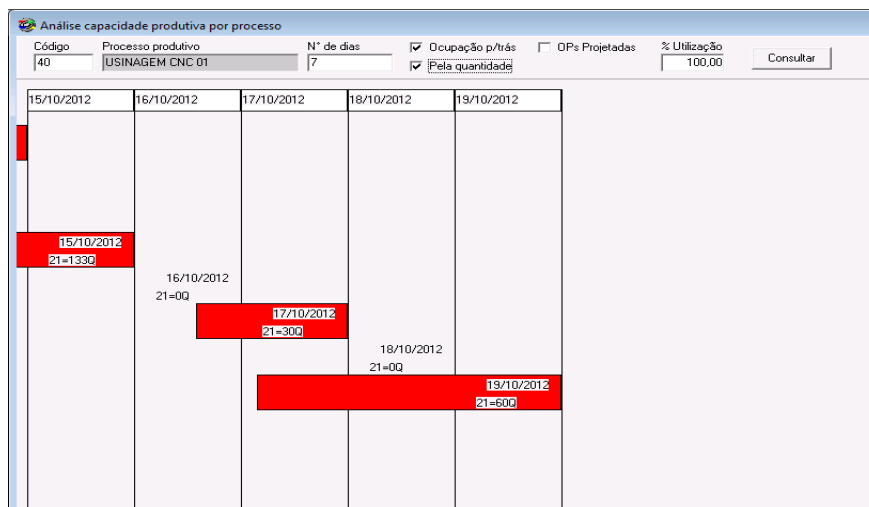 Análise capacidade produtiva por processo
Código Processo produtivo N° de dias Ocupação p/trás OPs Projetadas % Utilização
40 USINAGEM CNC 01 7 Pela quantidade 100,00 Consultar
15/10/2012 16/10/2012 17/10/2012 18/10/2012 19/10/2012
15/10/2012
21=133Q
16/10/2012
21=0Q
17/10/2012
21=30Q
18/10/2012
21=0Q
19/10/2012
21=60Q